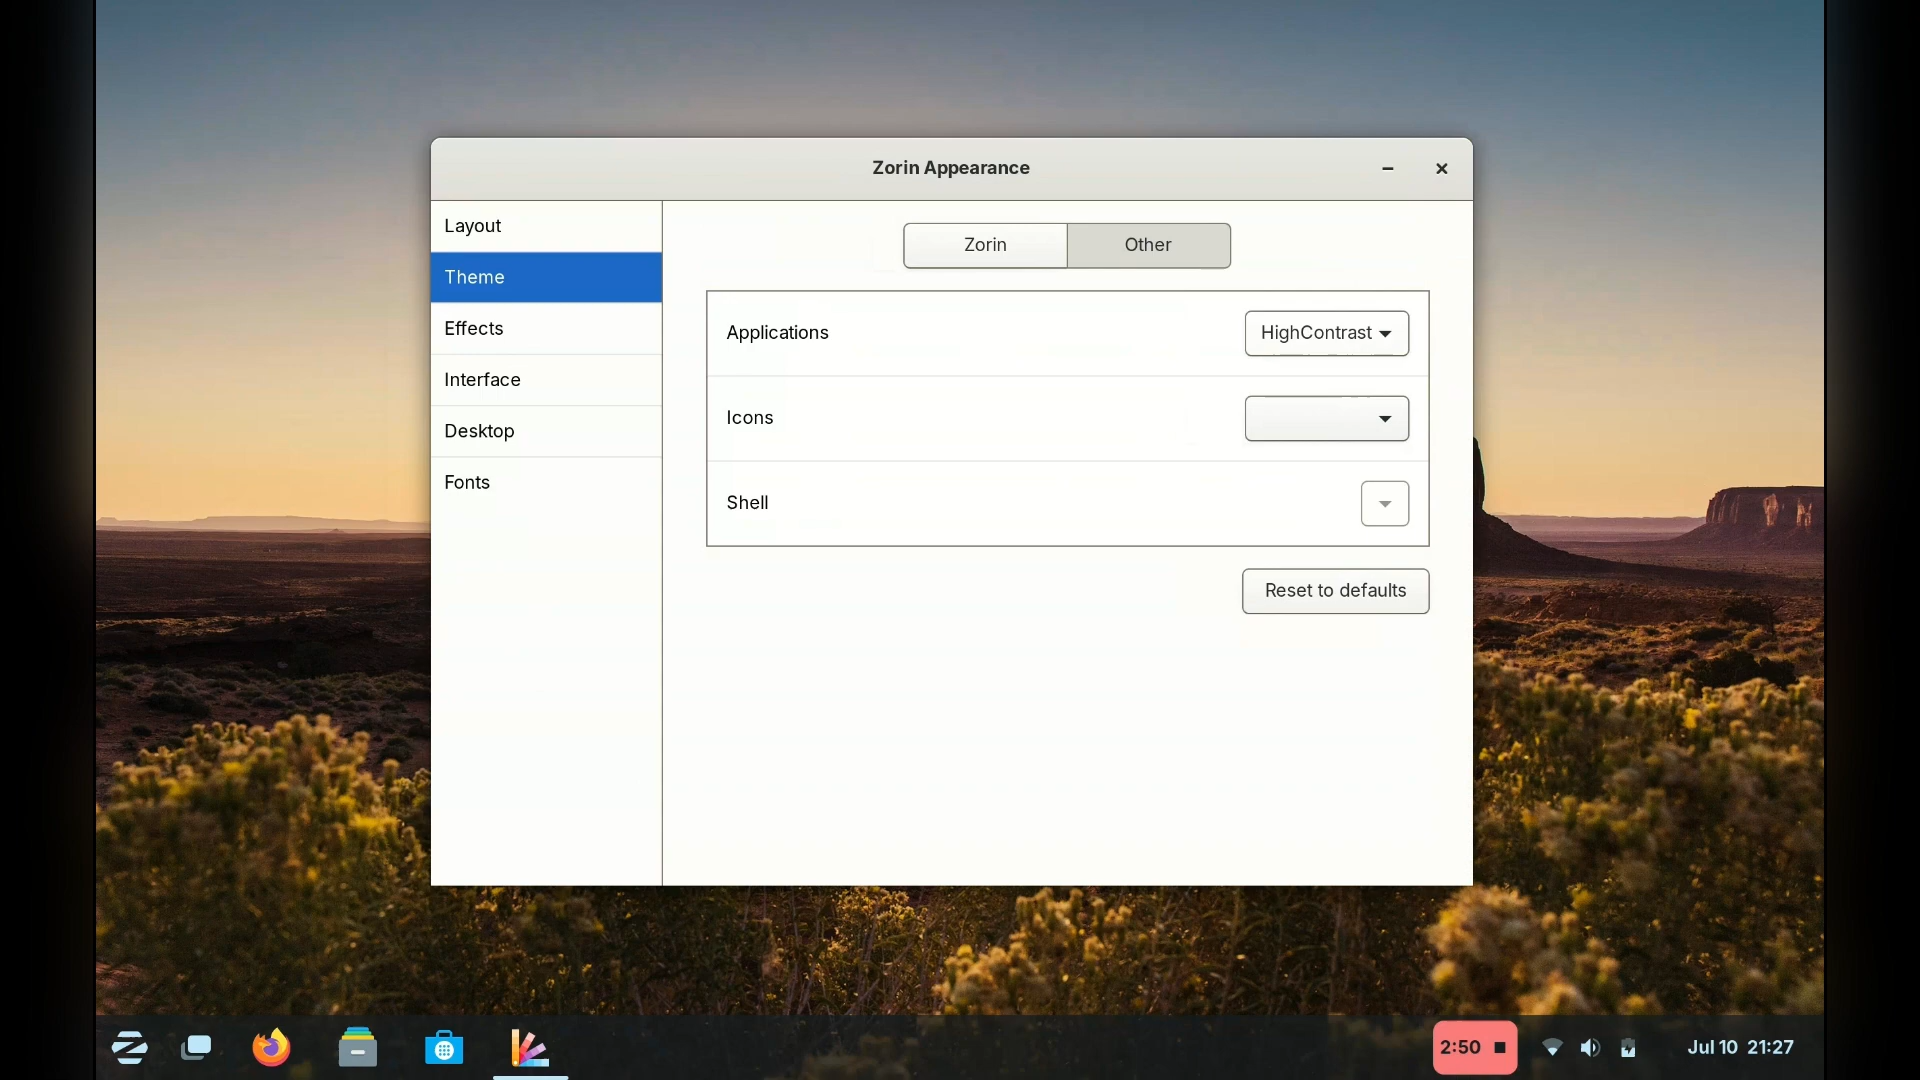 Zorin Appearance
Layout
Theme
Effects
Interface
Desktop
Fonts
Zorin
Other
Applications
HighContrast
Icons
Shell
Reset to defaults
2:50
Jul 10 21:27